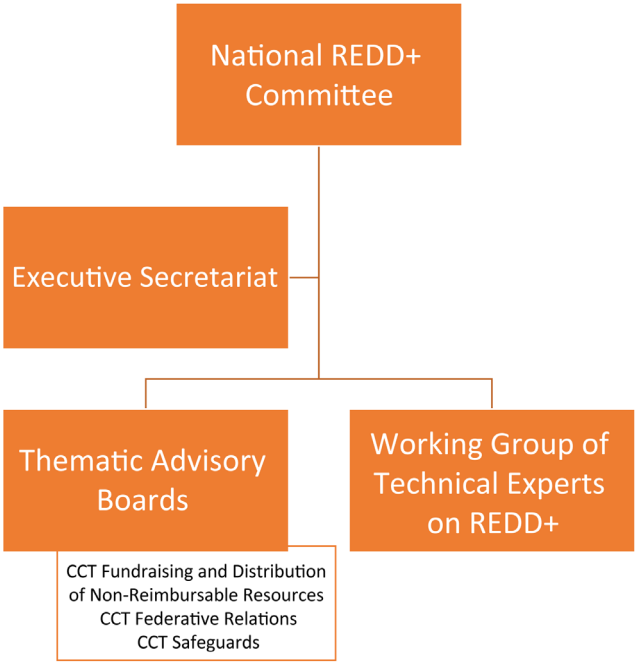 National REDD+
Committee
Executive Secretariat
Thematic Advisory
Boards
Working Group of
Technical Experts
on REDD+
CCT Fundraising and Distribution
of Non-Reimbursable Resources
CCT Federative Relations
CCT Safeguards